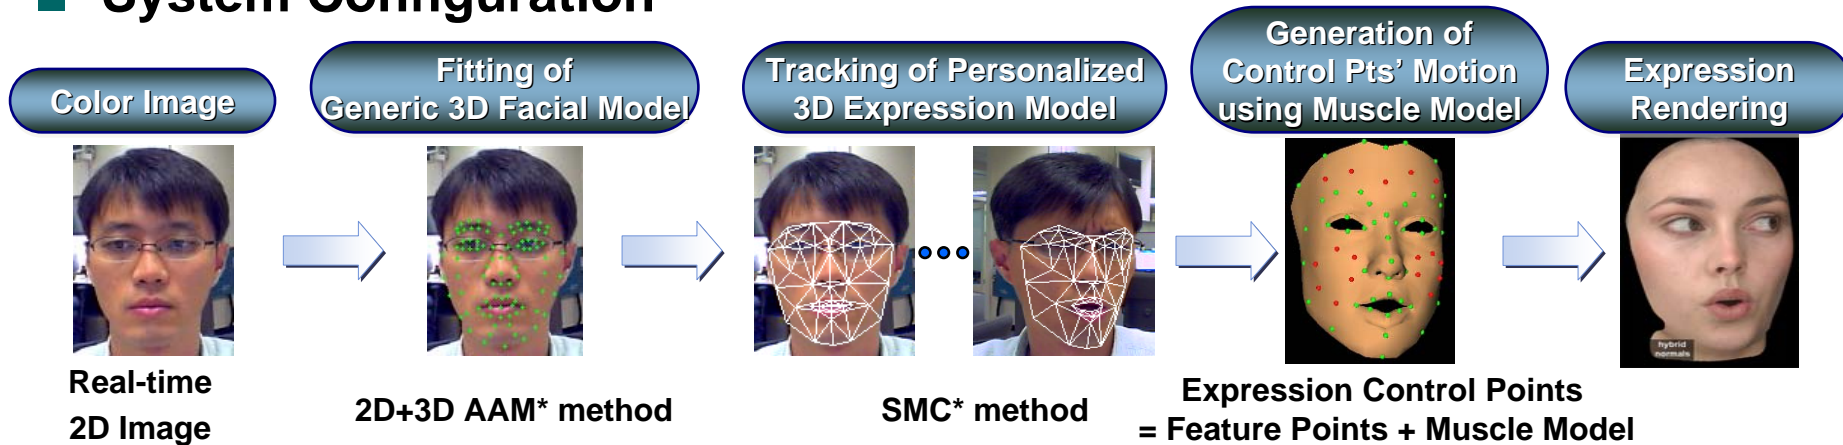 System Configuration
Color Image
Fitting of
Generic 3D Facial Model
Tracking of Personalized
3D Expression Model
Generation of
Control Pts' Motion
using Muscle Model
Expression
Rendering
hybrid
normals
Real-time
2D Image
2D+3D AAM* method
SMC* method
Expression Control Points
= Feature Points + Muscle Model